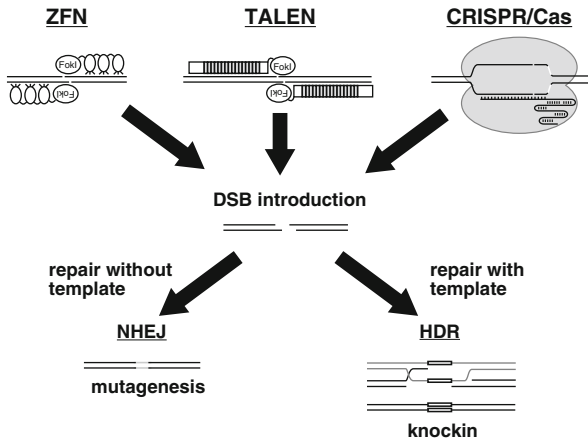 ZFN
TALEN
CRISPR/Cas
FokI
FokI
FokI
FokI
DSB introduction
repair without
template
repair with
template
NHEJ
HDR
mutagenesis
knockin